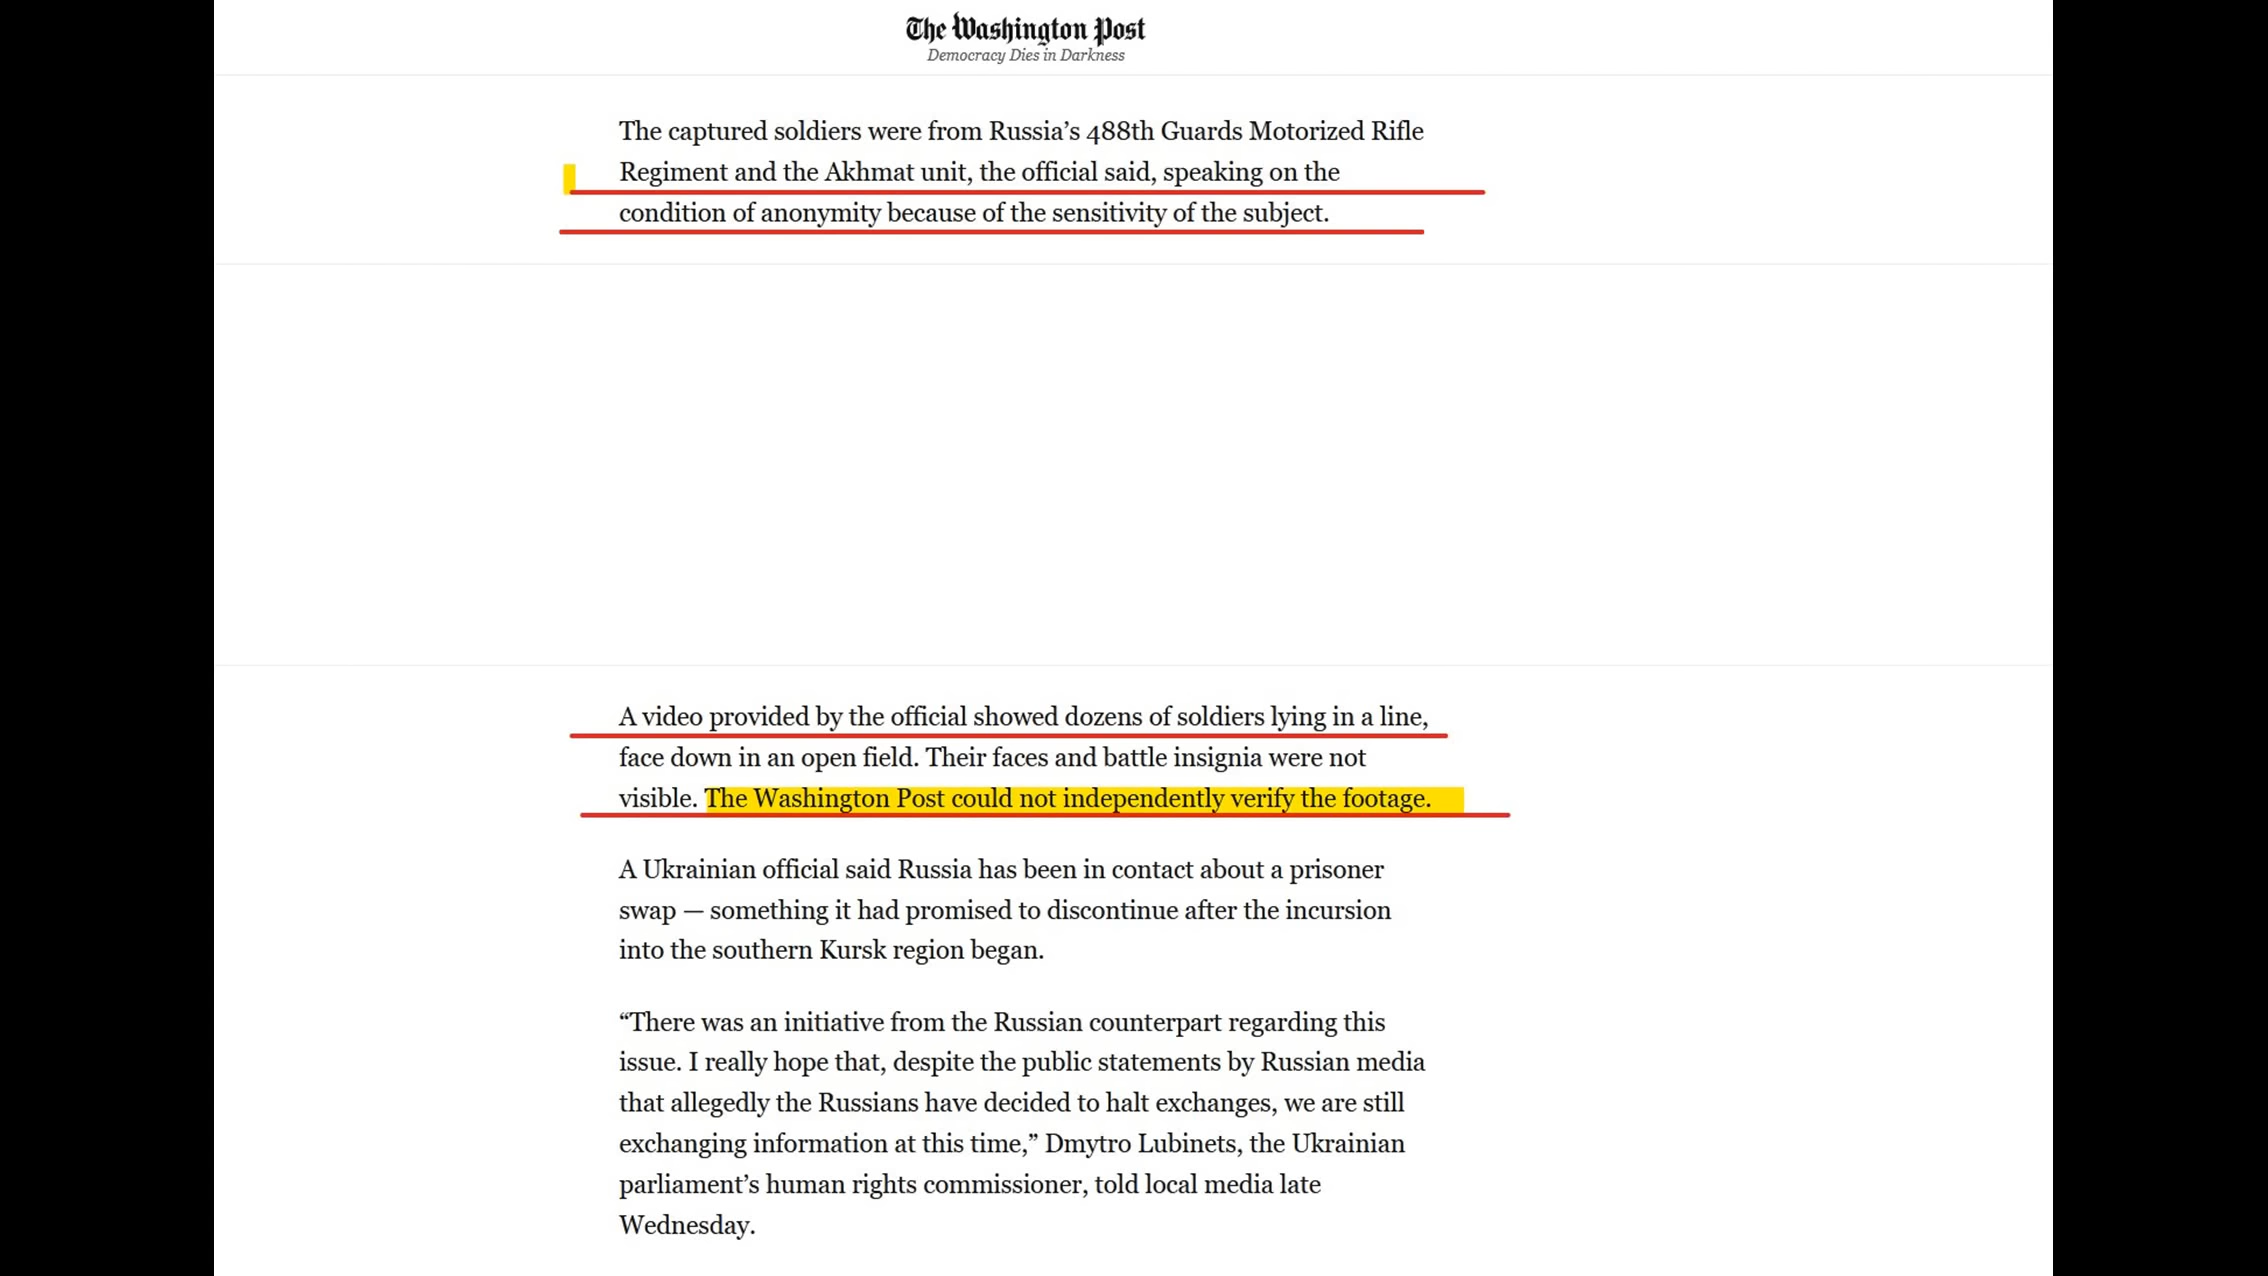 The Washington Post
Democracy Dies in Darkness
The captured soldiers were from Russia’s 488th Guards Motorized Rifle
Regiment and the Akhmat unit, the official said, speaking on the
condition of anonymity because of the sensitivity of the subject.
A video provided by the official showed dozens of soldiers lying in a line,
face down in an open field. Their faces and battle insignia were not
visible. The Washington Post could not independently verify the footage.
A Ukrainian official said Russia has been in contact about a prisoner
swap — something it had promised to discontinue after the incursion
into the southern Kursk region began.
“There was an initiative from the Russian counterpart regarding this
issue. I really hope that, despite the public statements by Russian media
that allegedly the Russians have decided to halt exchanges, we are still
exchanging information at this time,” Dmytro Lubinets, the Ukrainian
parliament’s human rights commissioner, told local media late
Wednesday.